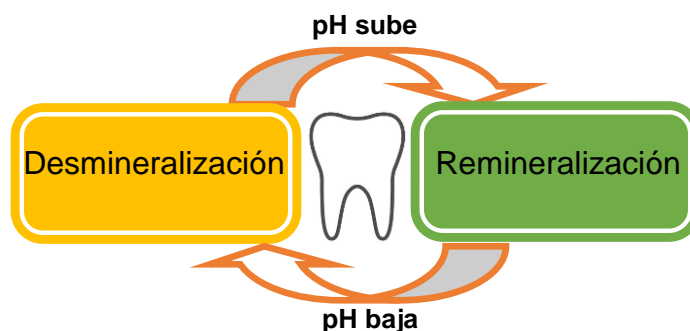 pH sube
Desmineralización
Remineralización
pH baja